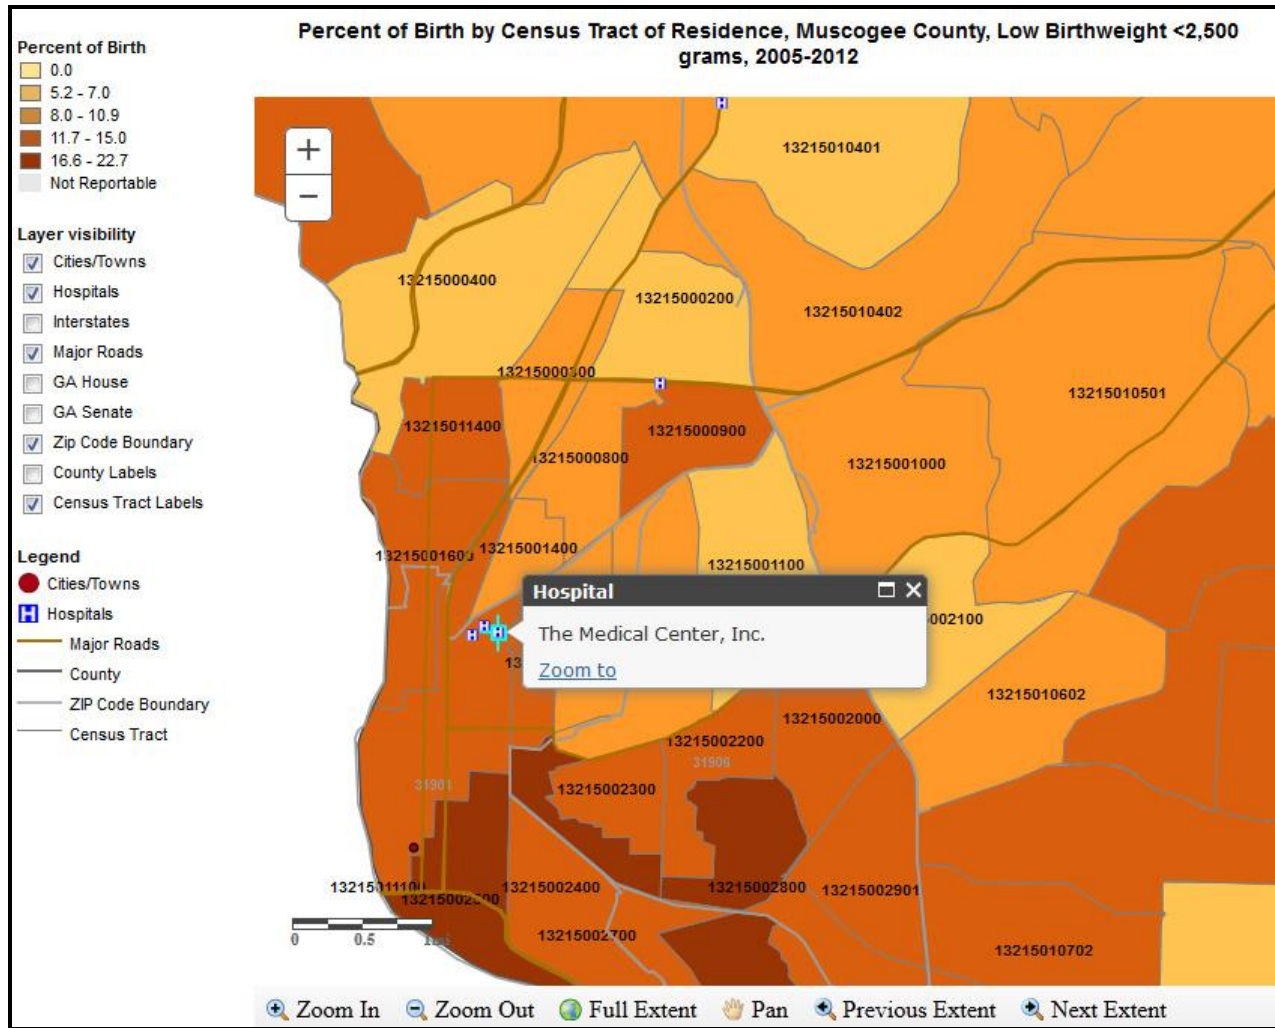 Percent of Birth by Census Tract of Residence, Muscogee County, Low Birthweight <2,500
grams, 2005-2012
Percent of Birth
0.0
5.2 - 7.0
8.0 - 10.9
11.7 - 15.0
16.6 - 22.7
Not Reportable
Layer visibility
Cities/Towns
Hospitals
Interstates
Major Roads
GA House
GA Senate
Zip Code Boundary
County Labels
Census Tract Labels
Legend
Cities/Towns
H Hospitals
Major Roads
County
ZIP Code Boundary
Census Tract
+
−
H
13215010401
13215000400
13215000200
13215010402
13215000300
H
13215010501
13215011400
13215000900
13215000800
13215001000
13215001600
13215001400
13215001100
Hospital
The Medical Center, Inc.
Zoom to
H
H
H
13215010602
13215002000
13215002200
31906
31901
13215002300
13215011100
13215002400
13215002800
13215002901
13215002700
13215010702
0
0.5
Zoom In
Zoom Out
Full Extent
Pan
Previous Extent
Next Extent